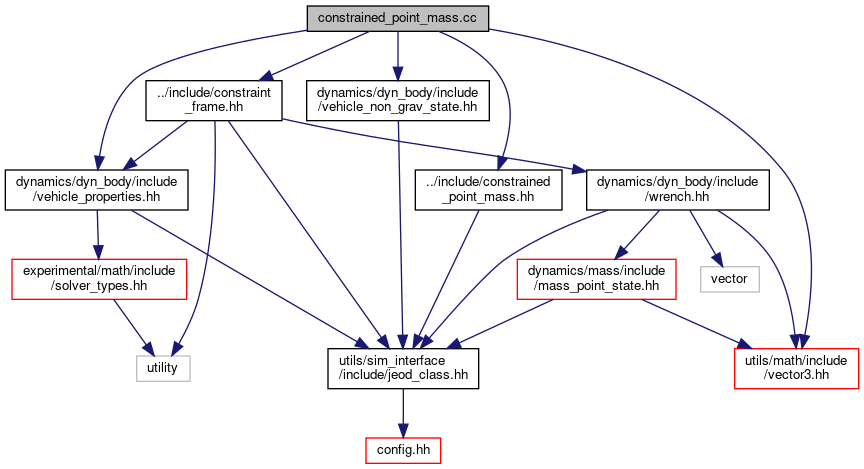 constrained_point_mass.cc
../include/constraint
_frame.hh
dynamics/dyn_body/include
/vehicle_non_grav_state.hh
dynamics/dyn_body/include
/vehicle_properties.hh
../include/constrained
_point_mass.hh
dynamics/dyn_body/include
/wrench.hh
experimental/math/include
/solver_types.hh
dynamics/mass/include
/mass_point_state.hh
vector
utility
utils/sim_interface
/include/jeod_class.hh
utils/math/include
/vector3.hh
config.hh